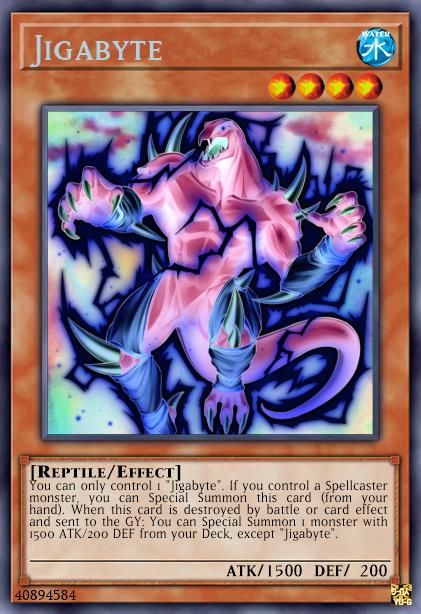 Jigabyte
WATER
水
[Reptile/Effect]
You can only control 1 "Jigabyte". If you control a Spellcaster
monster, you can Special Summon this card (from your
hand). When this card is destroyed by battle or card effect
and sent to the GY: You can Special Summon 1 monster with
1500 ATK/200 DEF from your Deck, except "Jigabyte".
ATK/1500 DEF/ 200
40894584